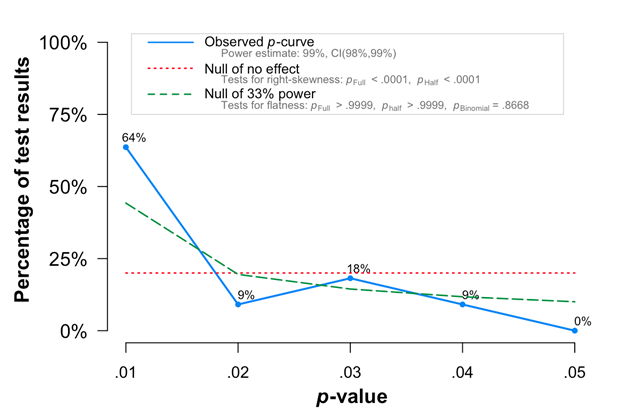 Observed p-curve
Power estimate: 99%, CI(98%,99%)
Null of no effect
Tests for right-skewness: pFull < .0001, pHalf < .0001
Null of 33% power
Tests for flatness: pFull > .9999, phalf > .9999, pBinomial = .8668
Percentage of test results
100%
75%
50%
25%
0%
64%
9%
18%
9%
0%
.01 .02 .03 .04 .05
p-value